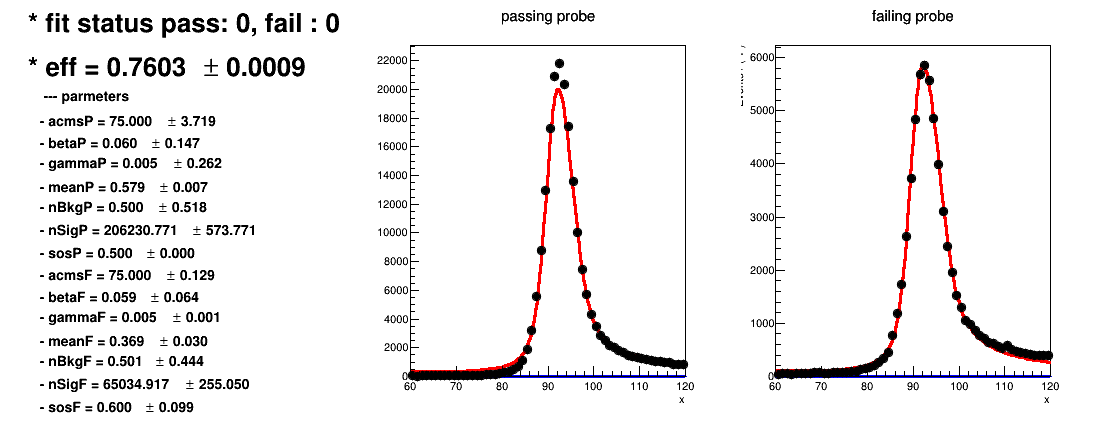 * fit status pass: 0, fail : 0
* eff = 0.7603 ± 0.0009
--- parmeters
- acmsP = 75.000 ± 3.719
- betaP = 0.060 ± 0.147
- gammaP = 0.005 ± 0.262
- meanP = 0.579 ± 0.007
- nBkgP = 0.500 ± 0.518
- nSigP = 206230.771 ± 573.771
- sosP = 0.500 ± 0.000
- acmsF = 75.000 ± 0.129
- betaF = 0.059 ± 0.064
- gammaF = 0.005 ± 0.001
- meanF = 0.369 ± 0.030
- nBkgF = 0.501 ± 0.444
- nSigF = 65034.917 ± 255.050
- sosF = 0.600 ± 0.099
passing probe
22000
20000
18000
16000
14000
12000
10000
8000
6000
4000
2000
0
60 70 80 90 100 110 120
x
failing probe
6000
5000
4000
3000
2000
1000
0
60 70 80 90 100 110 120
x